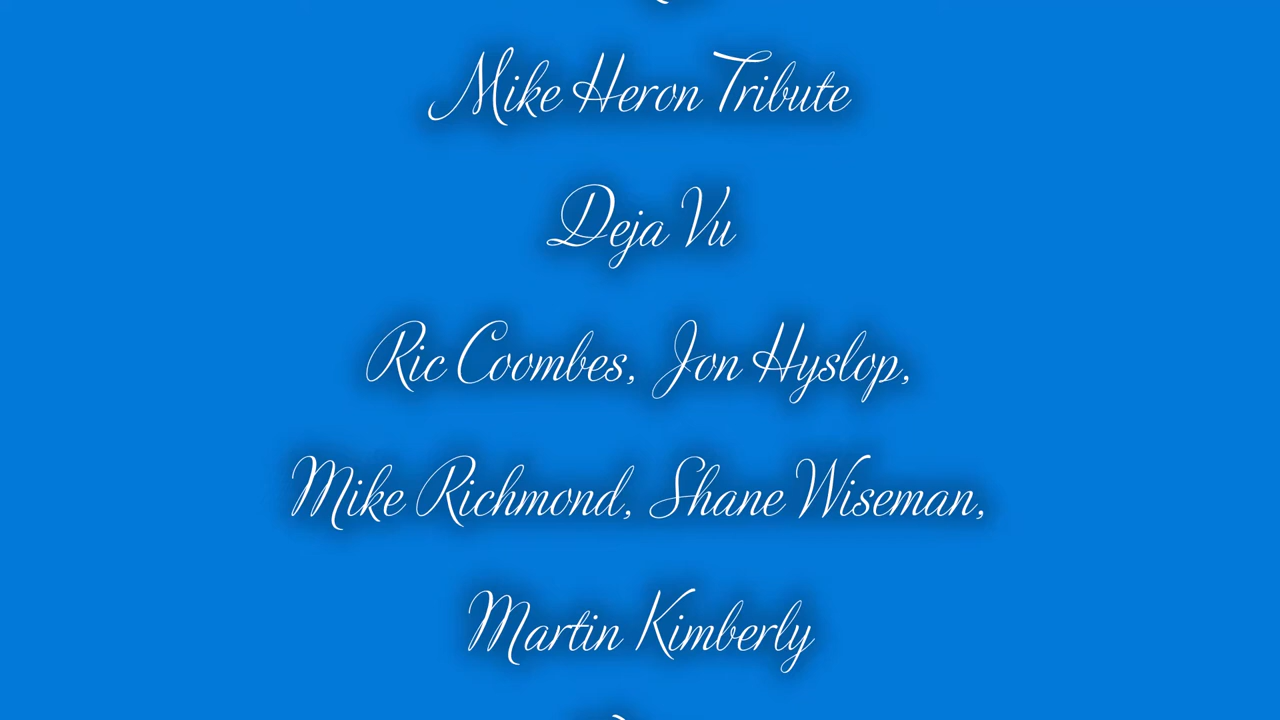 Mike Heron Tribute
Deja Vu
Ric Coombes, Jon Hyslop,
Mike Richmond, Shane Wiseman,
Martin Kimberly